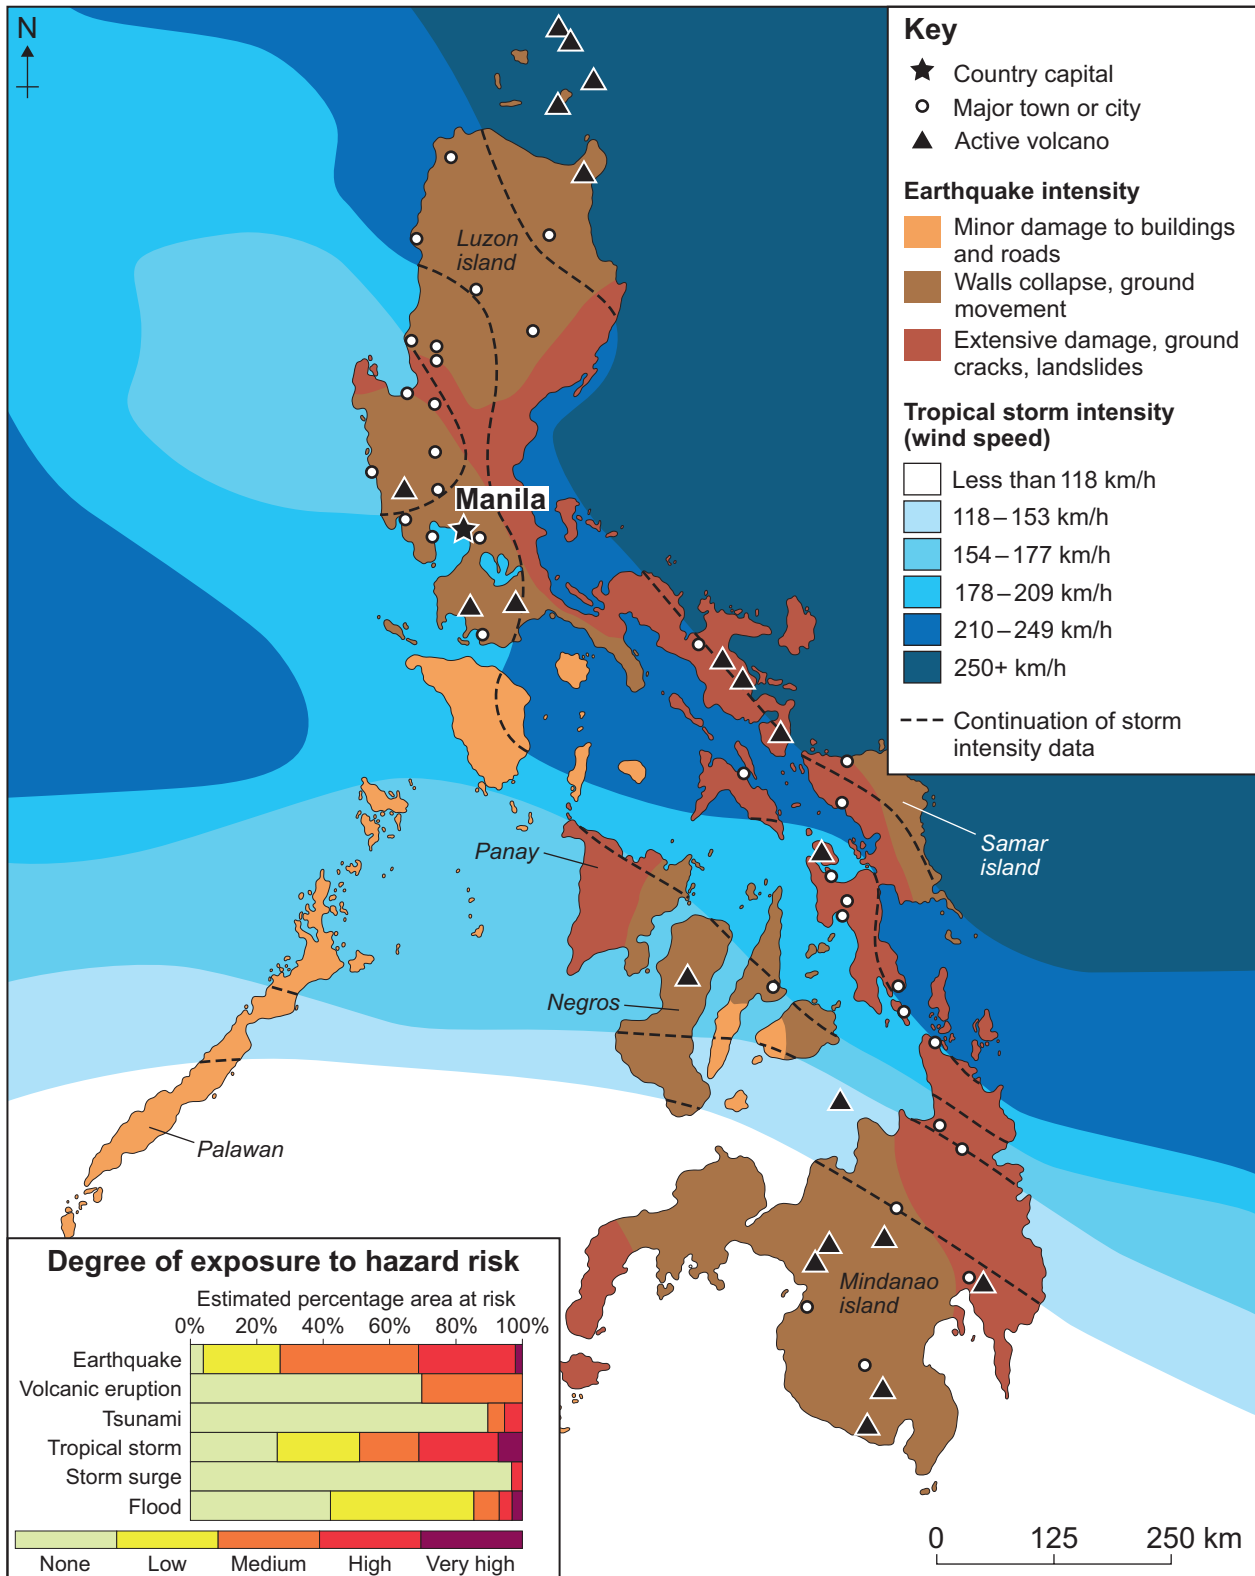 N
Key
Country capital
Major town or city
Active volcano
Earthquake intensity
Minor damage to buildings
and roads
Walls collapse, ground
movement
Extensive damage, ground
cracks, landslides
Tropical storm intensity
(wind speed)
Less than 118 km/h
118–153 km/h
154–177 km/h
178–209 km/h
210–249 km/h
250+ km/h
Continuation of storm
intensity data
Luzon
island
Manila
Samar
island
Panay
Negros
Palawan
Mindanao
island
Degree of exposure to hazard risk
Estimated percentage area at risk
0% 20% 40% 60% 80% 100%
Earthquake
Volcanic eruption
Tsunami
Tropical storm
Storm surge
Flood
None Low Medium High Very high
0 125 250 km